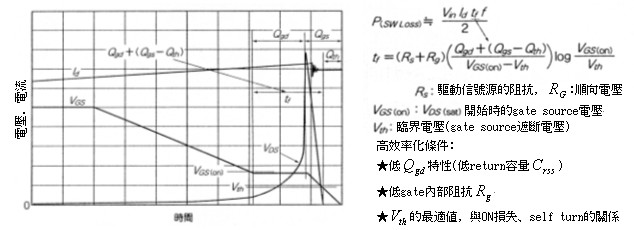 Qgd
Qgs
Qgd+(Qgs−Qth)
Qth
Id
tf
VGS
VDS
VGS(on)
Vth
0
電壓．電流
時間
P(SW Loss)≒ Vin Id tf f / 2
tf=(Rs+Rg)(Qgd+(Qgs−Qth) / VGS(on)−Vth) log VGS(on) / Vth
Rs：驅動信號源的阻抗，RG：順向電壓
VGS(on)：VDS(sat) 開始時的gate source電壓
Vth：臨界電壓(gate source遮斷電壓)
高效率化條件：
★低Qgd特性(低return容量Crss)
★低gate內部阻抗Rg
★Vth的最適值，與ON損失、self turn的關係